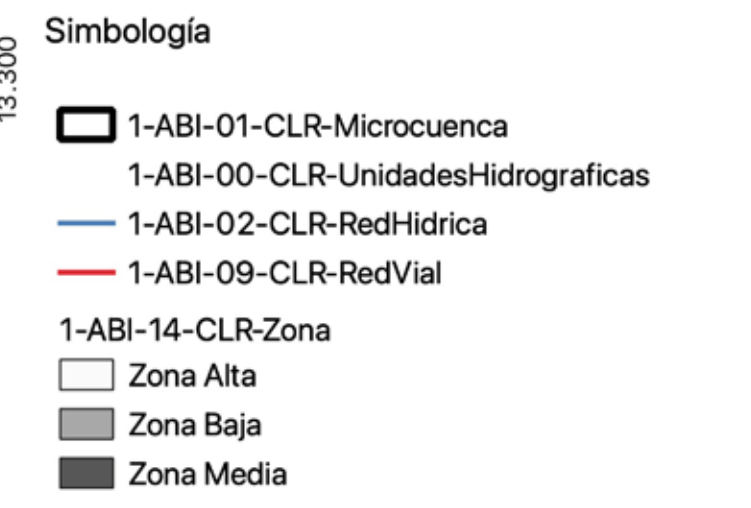 Simbología
13.300
1-ABI-01-CLR-Microcuenca
1-ABI-00-CLR-UnidadesHidrograficas
1-ABI-02-CLR-RedHidrica
1-ABI-09-CLR-RedVial
1-ABI-14-CLR-Zona
Zona Alta
Zona Baja
Zona Media